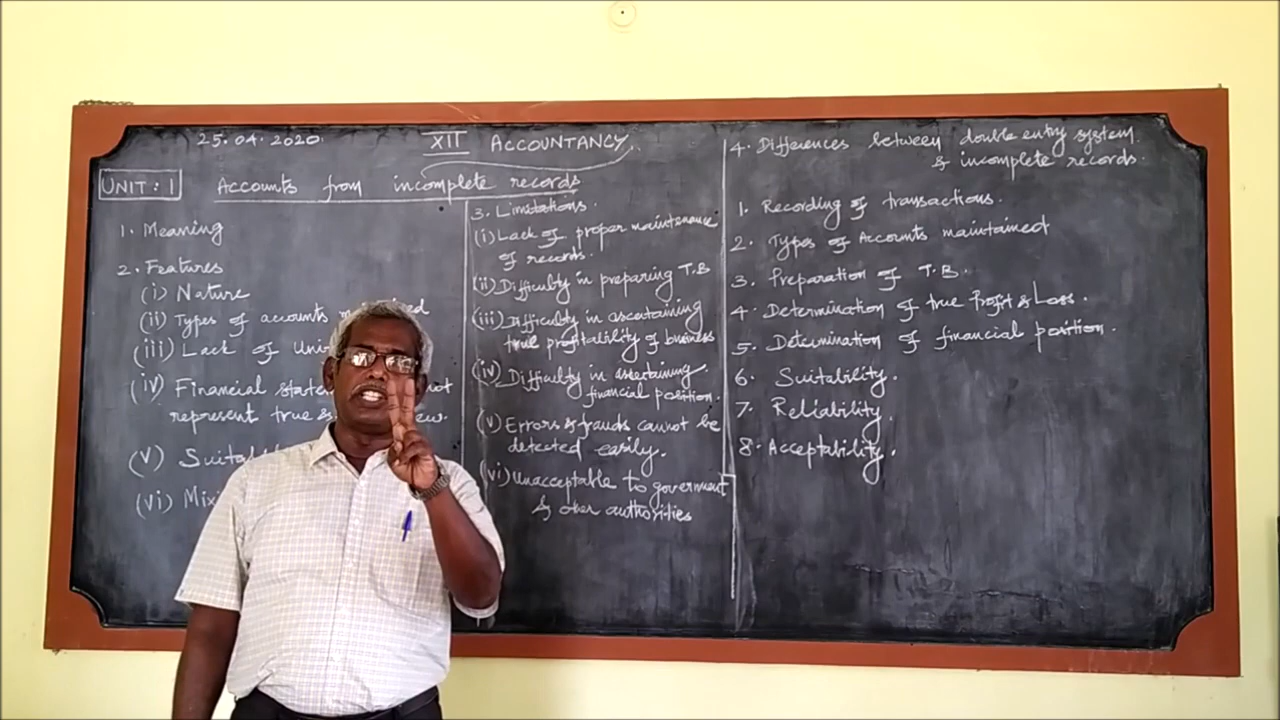 25.04.2020
XII ACCOUNTANCY
UNIT: 1 Accounts from incomplete records
1. Meaning
2. Features
(i) Nature
(ii) Types of accounts
(iii) Lack of
(iv) Financial not
represent true &
(v)
(vi)
3. Limitations.
(i) Lack of proper maintenance
of records.
(ii) Difficulty in preparing T.B
(iii) Difficulty in ascertaining
true profitability of business
(iv) Difficulty in ascertaining
financial position.
(v) Errors & frauds cannot be
detected easily.
(vi) Unacceptable to goverment
& other authorities
4. Differences between double entry system
& incomplete records.
1. Recording of transactions.
2. Types of Accounts maintained
3. Preparation of T.B.
4. Determination of true Profit & Loss.
5. Determination of financial position.
6. Suitability.
7. Reliability.
8. Acceptability.